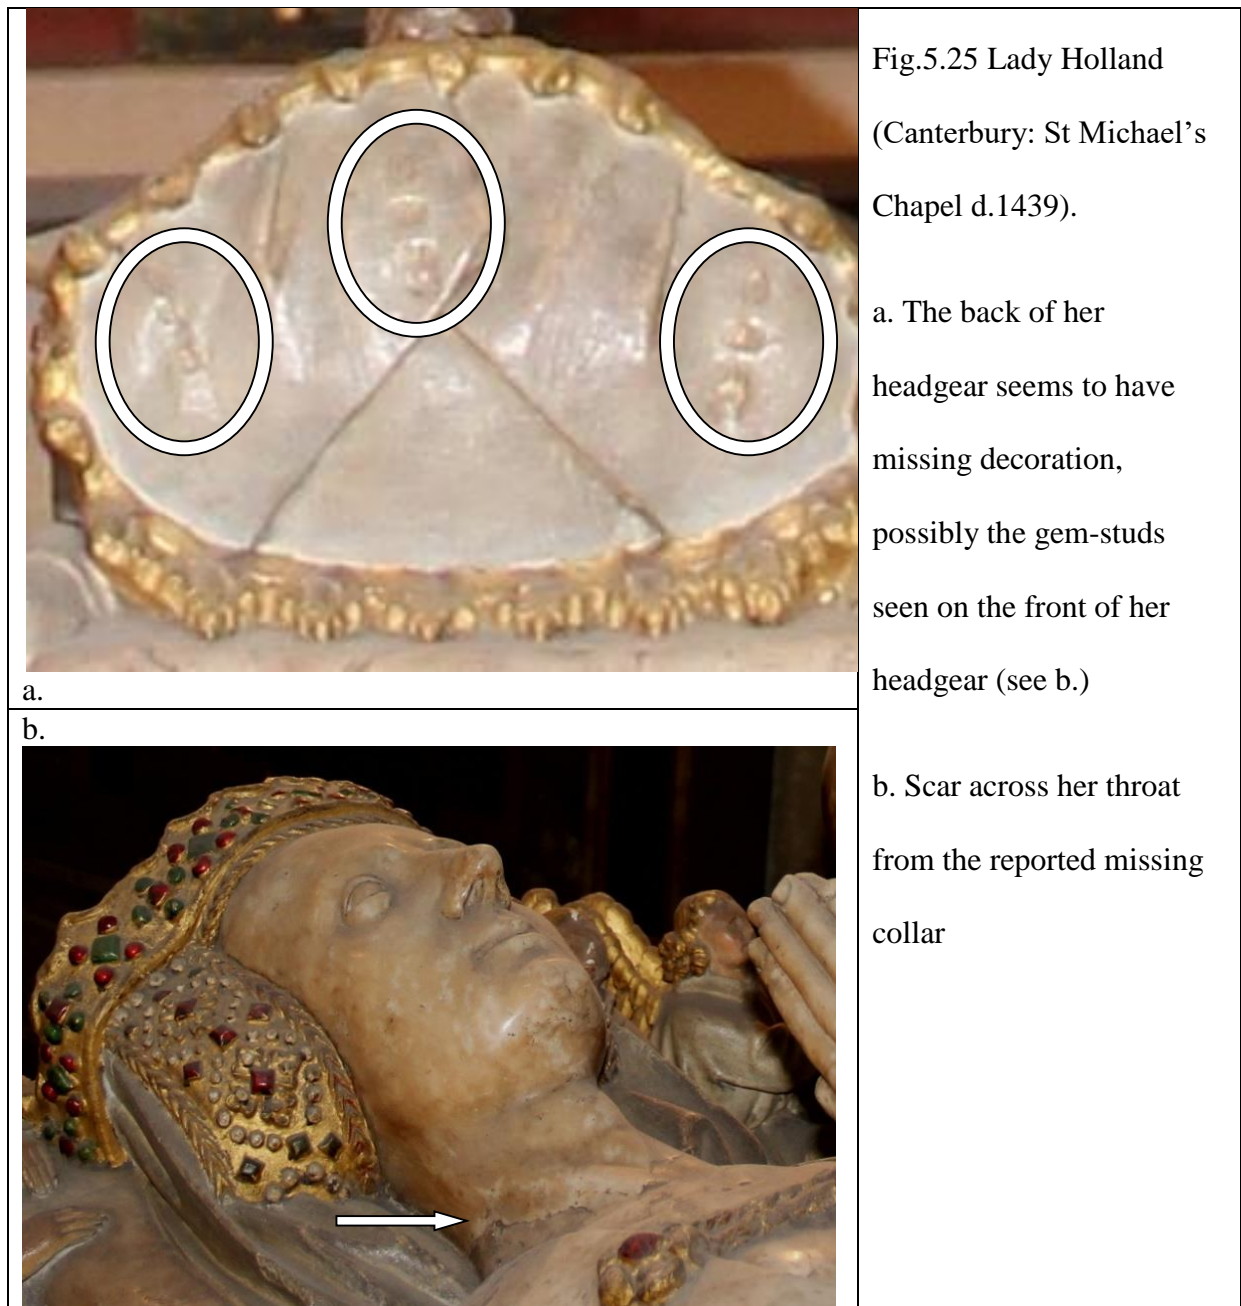 a.
b.
Fig.5.25 Lady Holland
(Canterbury: St Michael’s
Chapel d.1439).
a. The back of her
headgear seems to have
missing decoration,
possibly the gem-studs
seen on the front of her
headgear (see b.)
b. Scar across her throat
from the reported missing
collar